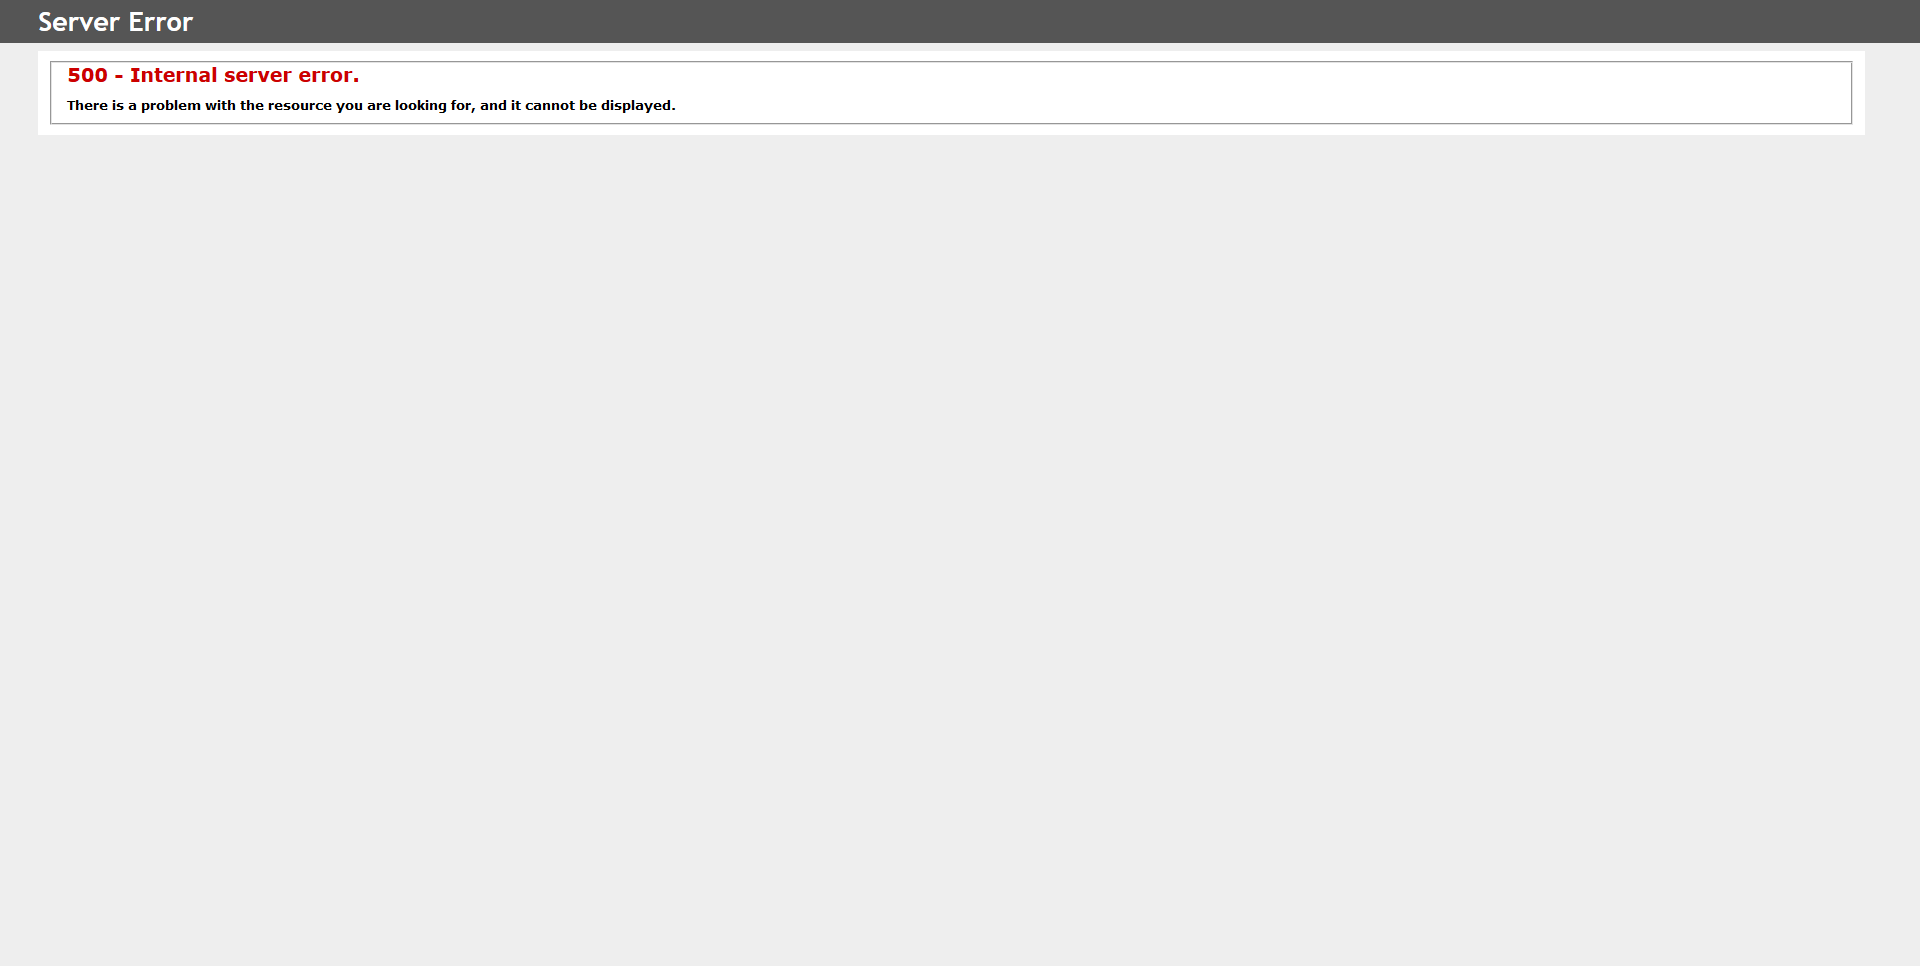 Server Error
500 - Internal server error.
There is a problem with the resource you are looking for, and it cannot be displayed.